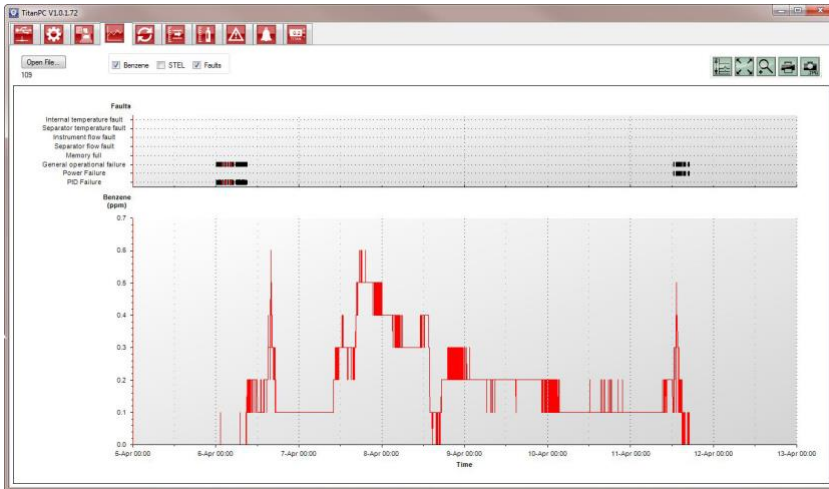 TitanPC V1.0.1.72
Open File...
109
Benzene STEL Faults
Faults
Internal temperature fault
Separator temperature fault
Instrument flow fault
Separator flow fault
Memory full
General operational failure
Power Failure
PID Failure
Benzene
(ppm)
0.7
0.6
0.5
0.4
0.3
0.2
0.1
0.0
5-Apr 00:00 6-Apr 00:00 7-Apr 00:00 8-Apr 00:00 9-Apr 00:00 10-Apr 00:00 11-Apr 00:00 12-Apr 00:00 13-Apr 00:00
Time